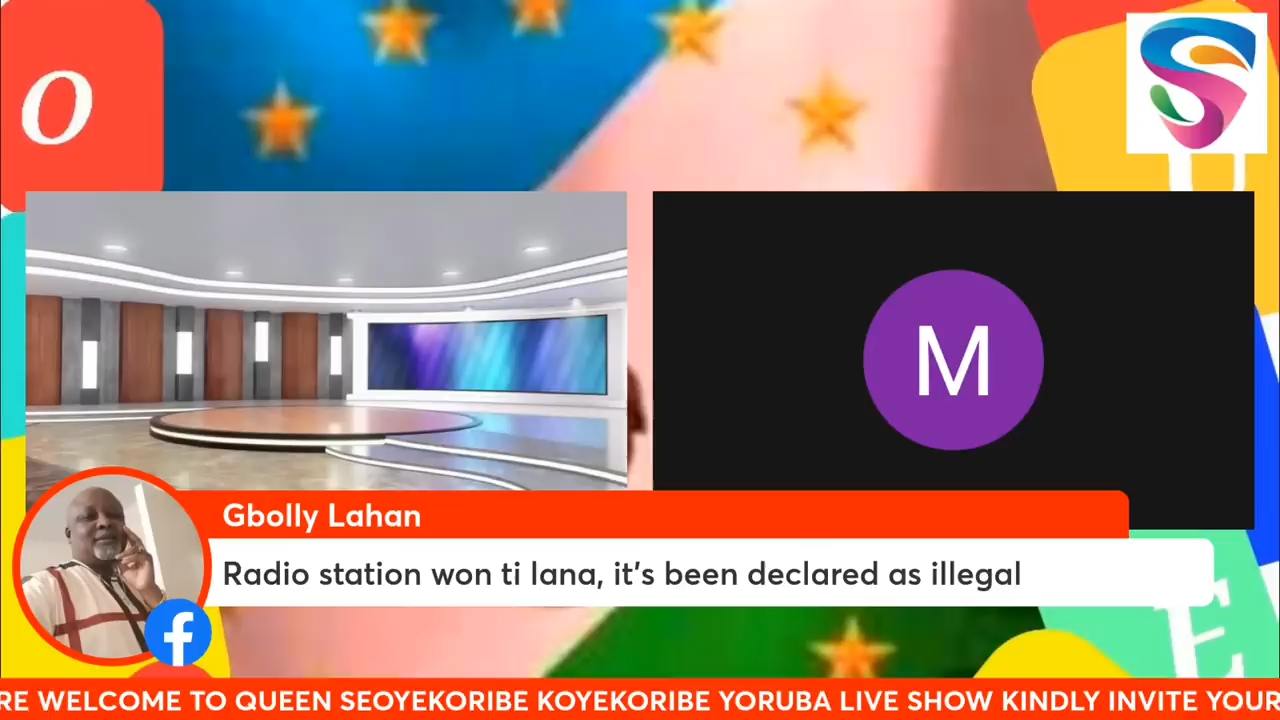 O
S
U
M
Gbolly Lahan
Radio station won ti lana, it's been declared as illegal
E
RE WELCOME TO QUEEN SEOYEKORIBE KOYEKORIBE YORUBA LIVE SHOW KINDLY INVITE YOUR